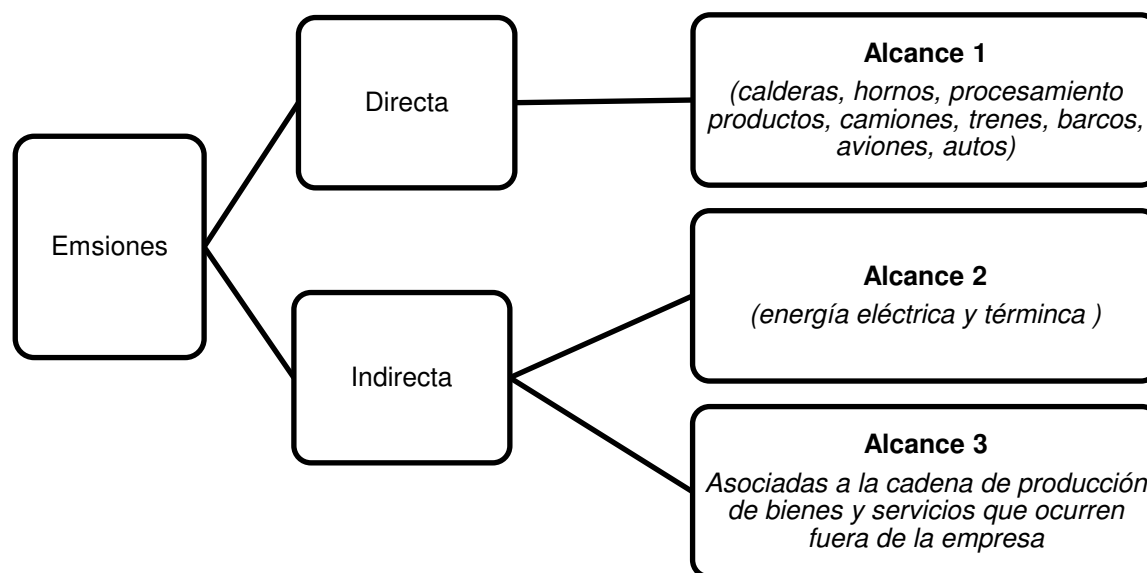 Emsiones
Directa
Indirecta
Alcance 1
(calderas, hornos, procesamiento
productos, camiones, trenes, barcos,
aviones, autos)
Alcance 2
(energía eléctrica y términca )
Alcance 3
Asociadas a la cadena de producción
de bienes y servicios que ocurren
fuera de la empresa